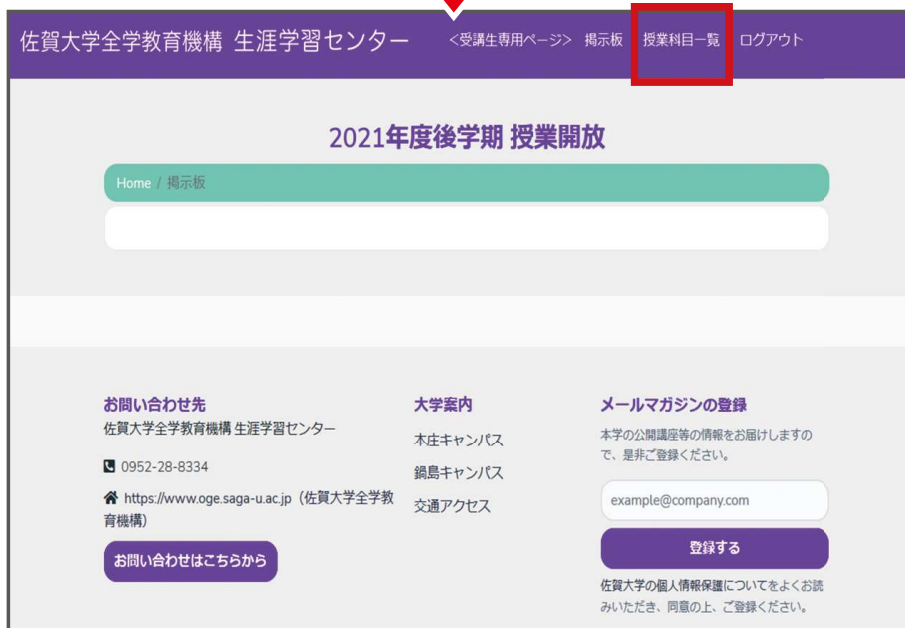 佐賀大学全学教育機構 生涯学習センター
<受講生専用ページ> 掲示板 授業科目一覧 ログアウト
2021年度後学期 授業開放
Home / 掲示板
お問い合わせ先
佐賀大学全学教育機構 生涯学習センター
0952-28-8334
https://www.oge.saga-u.ac.jp（佐賀大学全学教
育機構）
お問い合わせはこちらから
大学案内
本庄キャンパス
鍋島キャンパス
交通アクセス
メールマガジンの登録
本学の公開講座等の情報をお届けしますの
で、是非ご登録ください。
example@company.com
登録する
佐賀大学の個人情報保護についてをよくお読
みいただき、同意の上、ご登録ください。